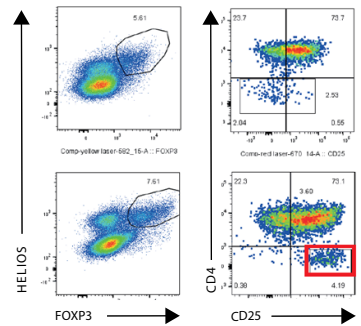 5.61
Comp-yellow laser-582_15-A :: FOXP3
23.7 73.7
2.53
2.04 0.55
Comp-red laser-670_14-A :: CD25
7.61
22.3 73.1
3.60
0.38 4.19
HELIOS
FOXP3
CD4
CD25